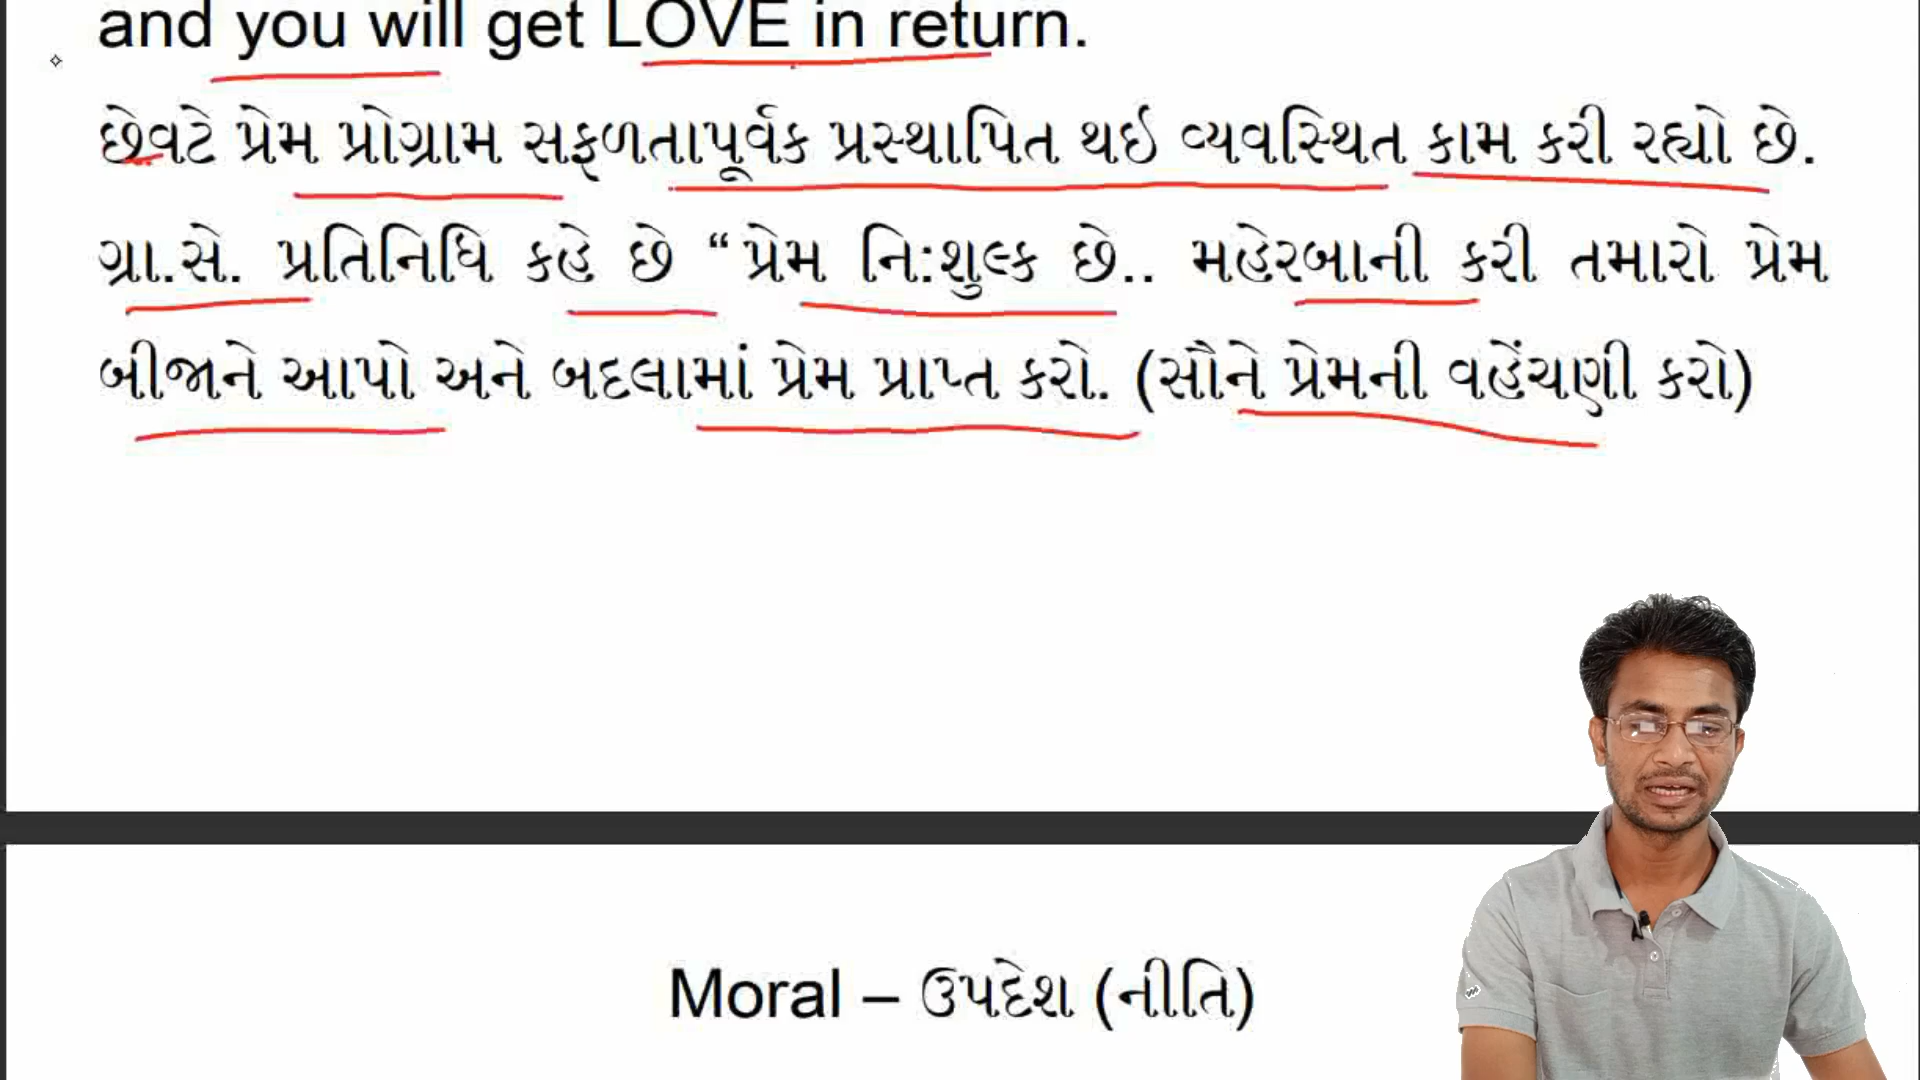 and you will get LOVE in return.
છેવટે પ્રેમ પ્રોગ્રામ સફળતાપૂર્વક પ્રસ્થાપિત થઇ વ્યવસ્થિત કામ કરી રહ્યો છે.
ગ્રા.સે. પ્રતિનિધિ કહે છે “પ્રેમ નિ:શુલ્ક છે.. મહેરબાની કરી તમારો પ્રેમ
બીજાને આપો અને બદલામાં પ્રેમ પ્રાપ્ત કરો. (સૌને પ્રેમની વહેંચણી કરો)
Moral – ઉપદેશ (નીતિ)